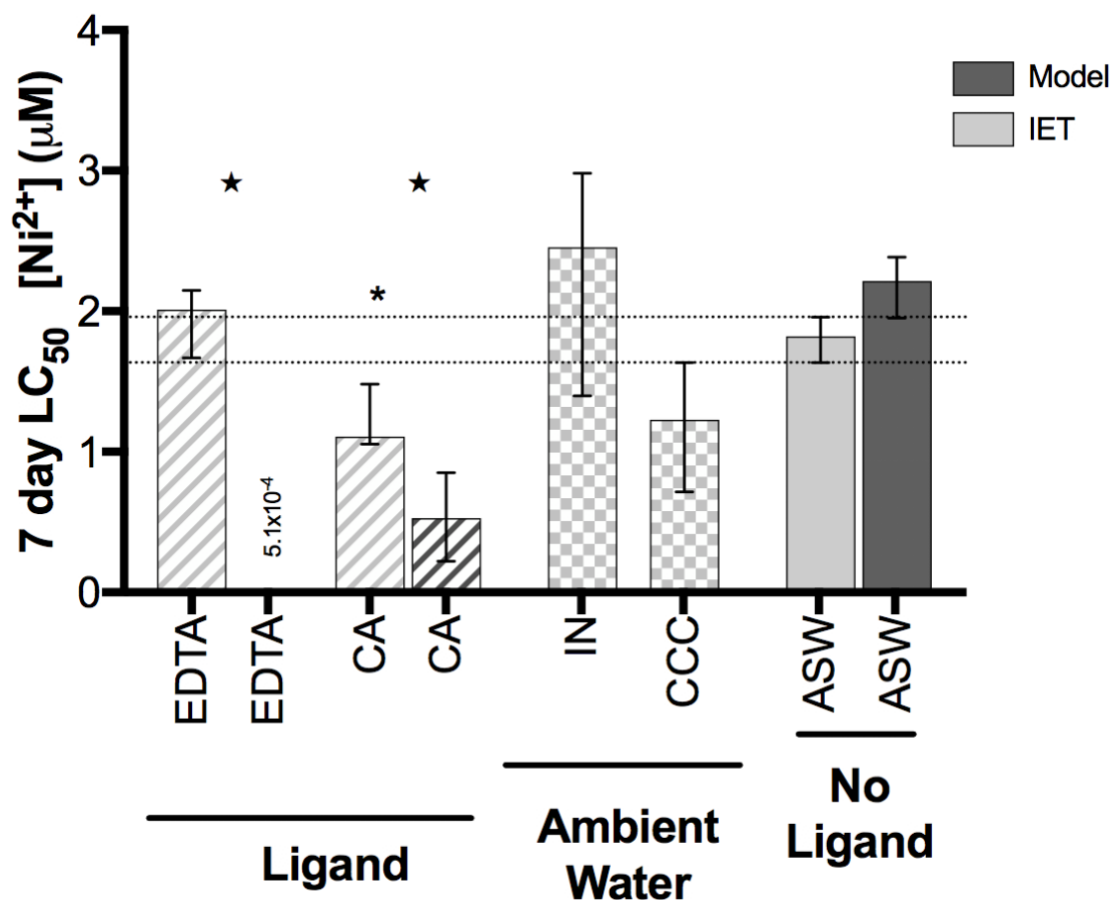 4
3
2
1
0
7 day LC50 [Ni2+] (μM)
Model
IET
★ ★
*
5.1x10-4
EDTA EDTA CA CA IN CCC ASW ASW
Ligand
Ambient
Water
No
Ligand